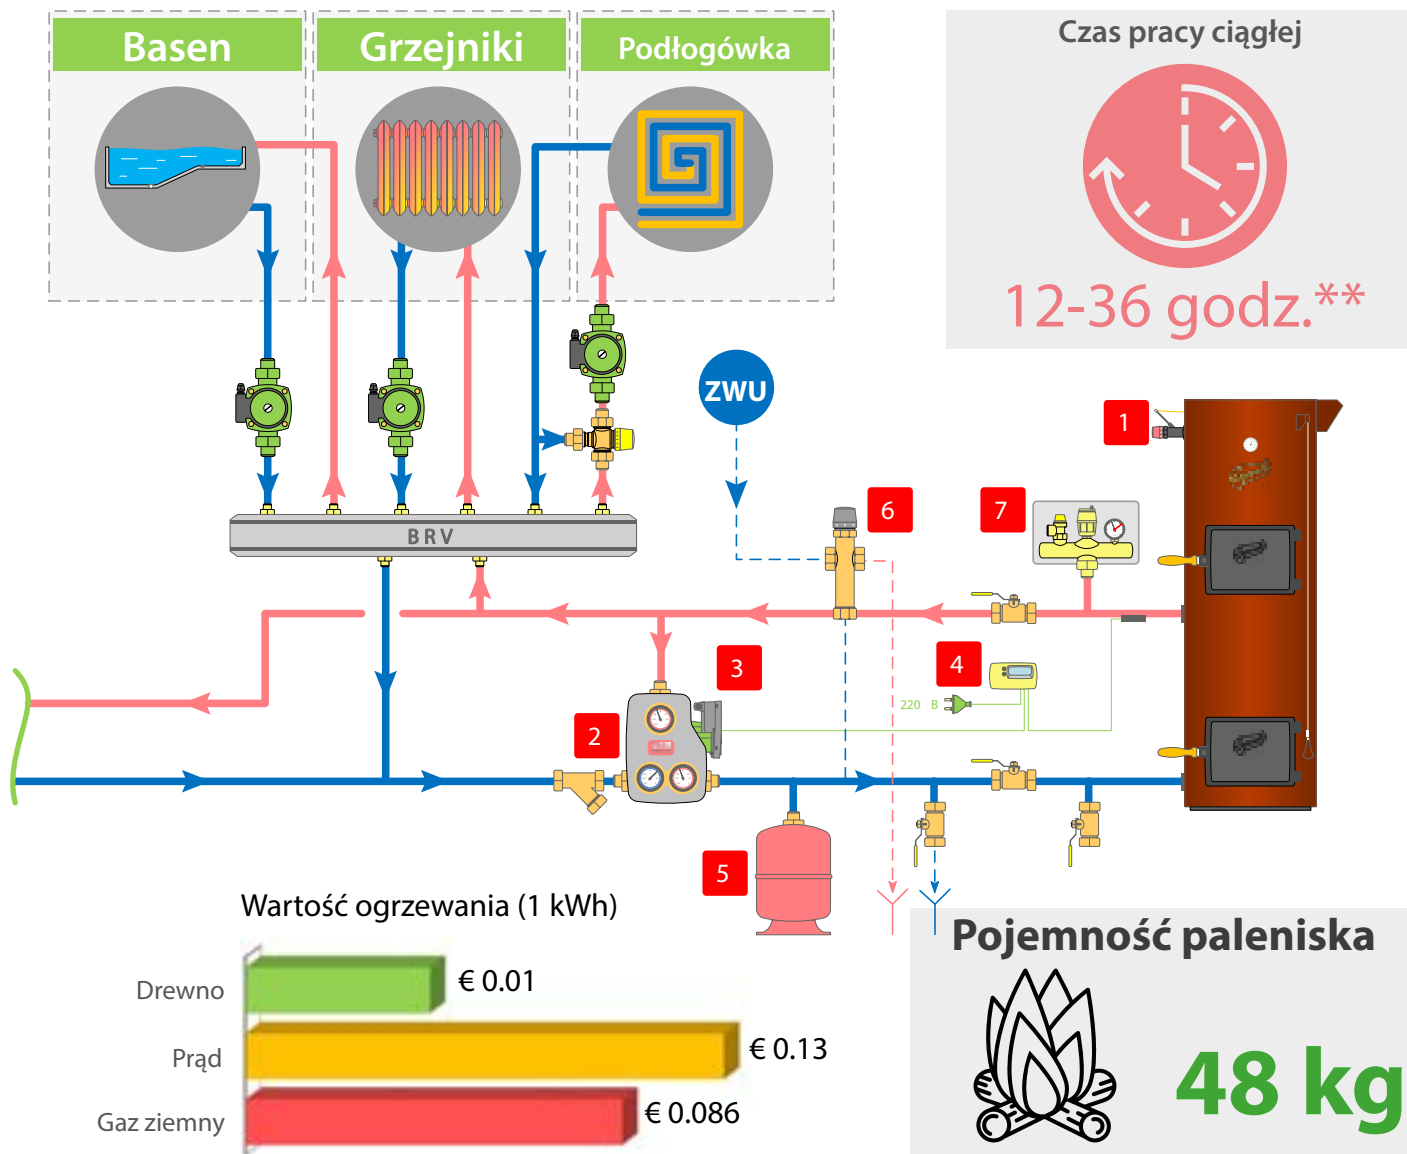 Basen
Grzejniki
Podłogówka
Czas pracy ciągłej
12-36 godz.**
ZWU
1
6
7
BRV
3
4
220 В
2
5
Wartość ogrzewania (1 kWh)
Drewno
€ 0.01
Prąd
€ 0.13
Gaz ziemny
€ 0.086
Pojemność paleniska
48 kg